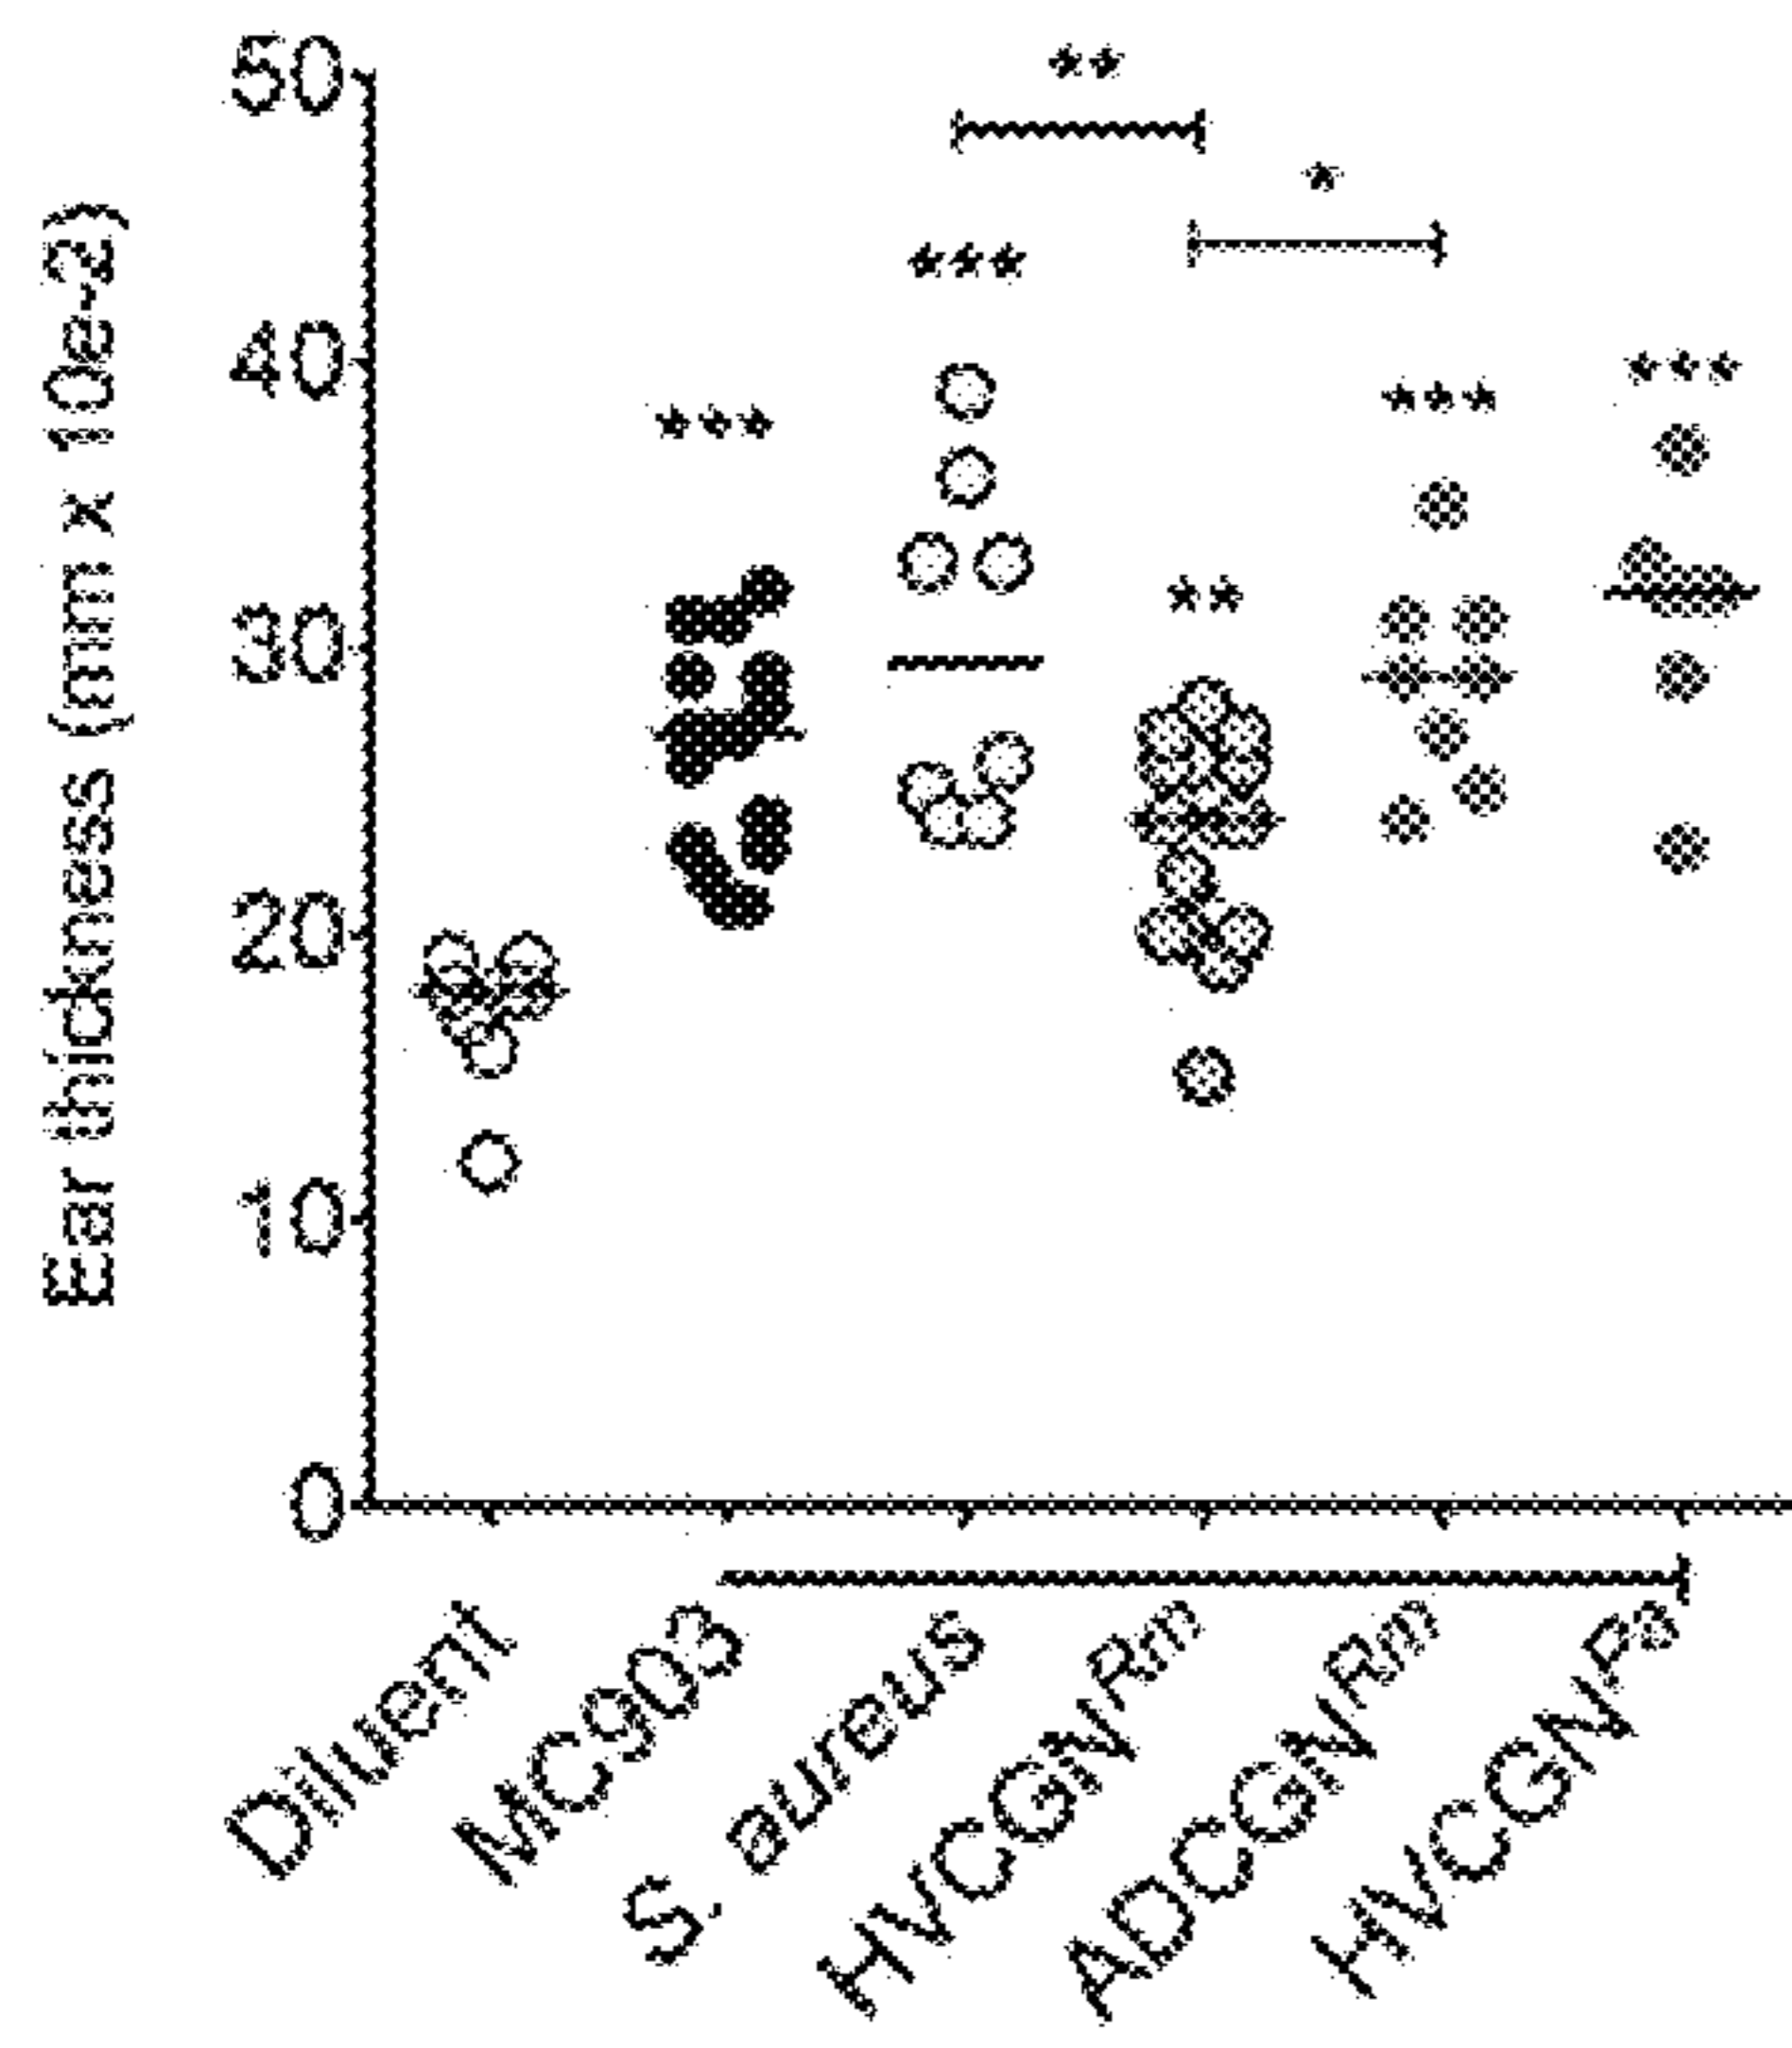 Ear thickness (mm x 10e-2)
50
40
30
20
10
0
**
*
***
***
**
***
***
Diluent
MC903
S. aureus
HVCGN-Rm
ADCGN-Rm
HVCGN-Pa